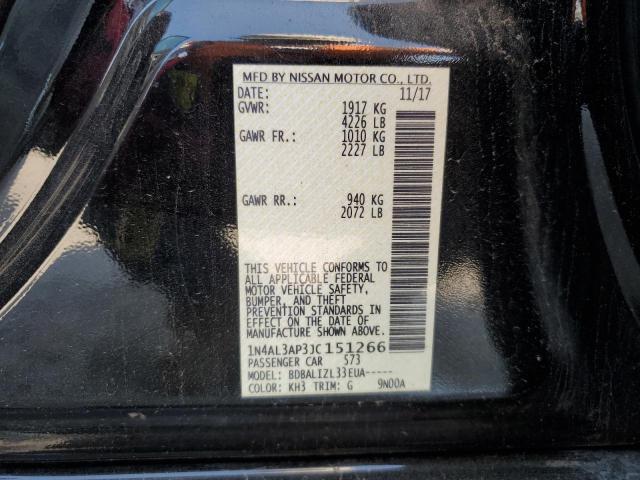 MFD BY NISSAN MOTOR CO., LTD.
DATE: 11/17
GVWR: 1917 KG
4226 LB
GAWR FR.: 1010 KG
2227 LB
GAWR RR.: 940 KG
2072 LB
THIS VEHICLE CONFORMS TO
ALL APPLICABLE FEDERAL
MOTOR VEHICLE SAFETY,
BUMPER, AND THEFT
PREVENTION STANDARDS IN
EFFECT ON THE DATE OF
MANUFACTURE SHOWN ABOVE.
1N4AL3AP3JC151266
PASSENGER CAR 573
MODEL: BDBALIZL33EUA-----
COLOR: KH3 TRIM: G 9N00A